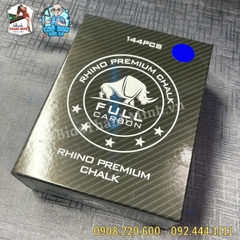 144PCS
RHINO PREMIUM CHALK
FULL
CARBON
RHINO PREMIUM
CHALK
0908 220 600 - 092.444.1111